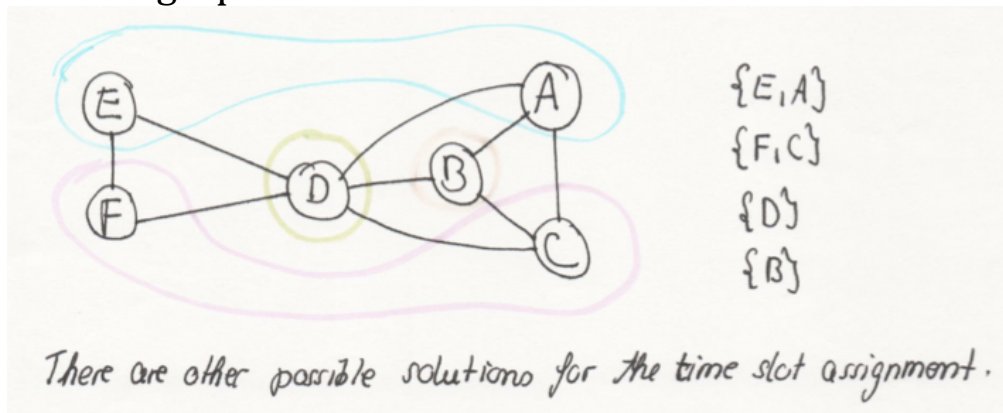 E
A
{E,A}
{F,C}
D
B
F
{D}
C
{B}
There are other possible solutions for the time slot assignment.